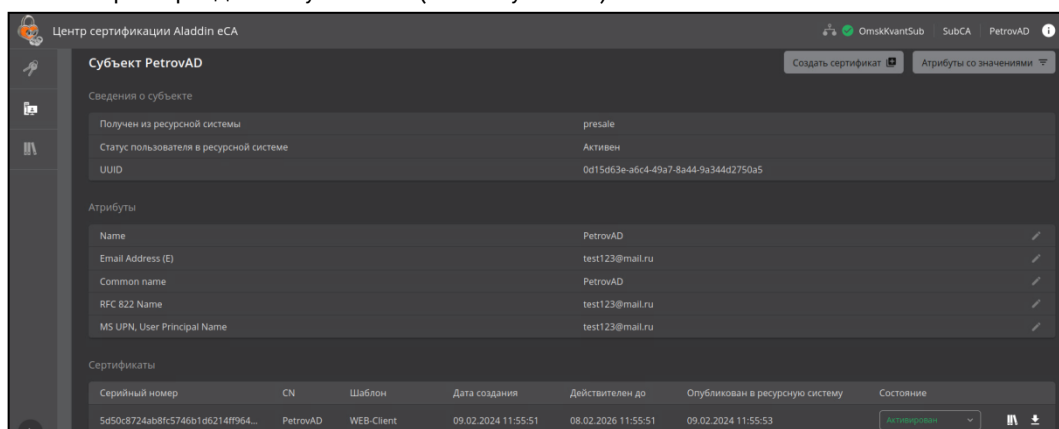 Центр сертификации Aladdin eCA OmskKvantSub SubCA PetrovAD
Субъект PetrovAD Создать сертификат Атрибуты со значениями
Сведения о субъекте
Получен из ресурсной системы presale
Статус пользователя в ресурсной системе Активен
UUID 0d15d63e-a6c4-49a7-8a44-9a344d2750a5
Атрибуты
Name PetrovAD
Email Address (E) test123@mail.ru
Common name PetrovAD
RFC 822 Name test123@mail.ru
MS UPN, User Principal Name test123@mail.ru
Сертификаты
Серийный номер CN Шаблон Дата создания Действителен до Опубликован в ресурсную систему Состояние
5d50c8724ab8fc5746b1d6214ff964... PetrovAD WEB-Client 09.02.2024 11:55:51 08.02.2026 11:55:51 09.02.2024 11:55:53 Активирован